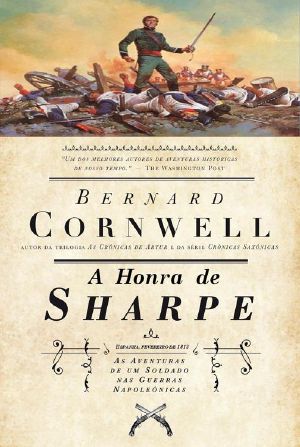 "Um dos melhores autores de aventuras históricas
de nosso tempo." — The Washington Post
Bernard
Cornwell
autor da trilogia As Crônicas de Artur e da série Crônicas Saxônicas
A Honra de
Sharpe
Espanha, fevereiro de 1813
As Aventuras
de um Soldado
nas Guerras
Napoleônicas